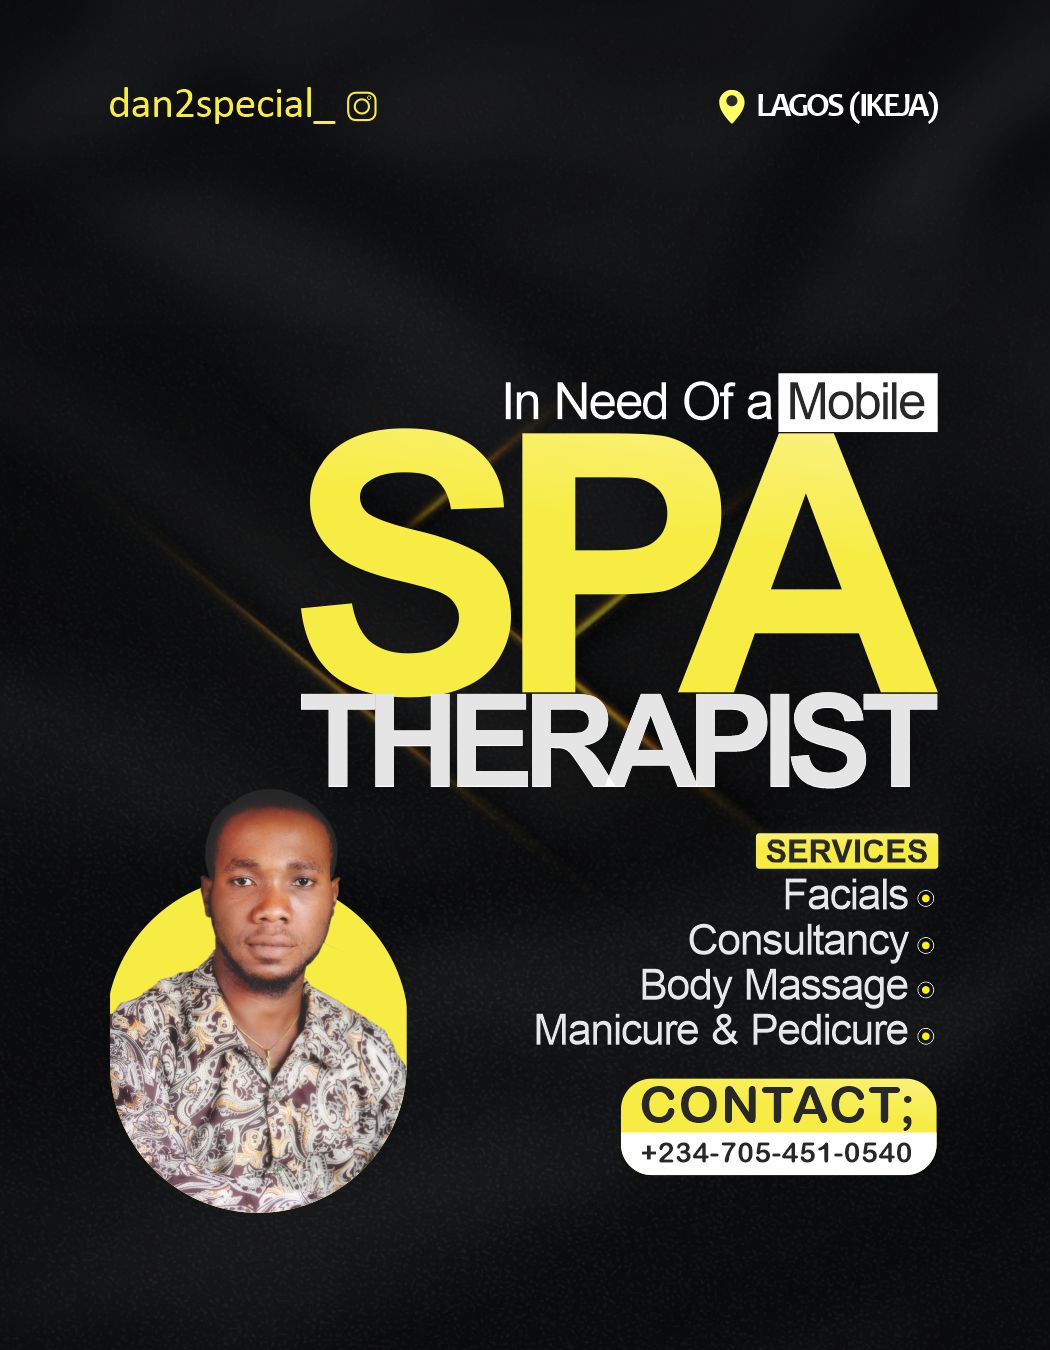 dan2special_
LAGOS (IKEJA)
In Need Of a Mobile
SPA
THERAPIST
SERVICES
Facials
Consultancy
Body Massage
Manicure & Pedicure
CONTACT;
+234-705-451-0540